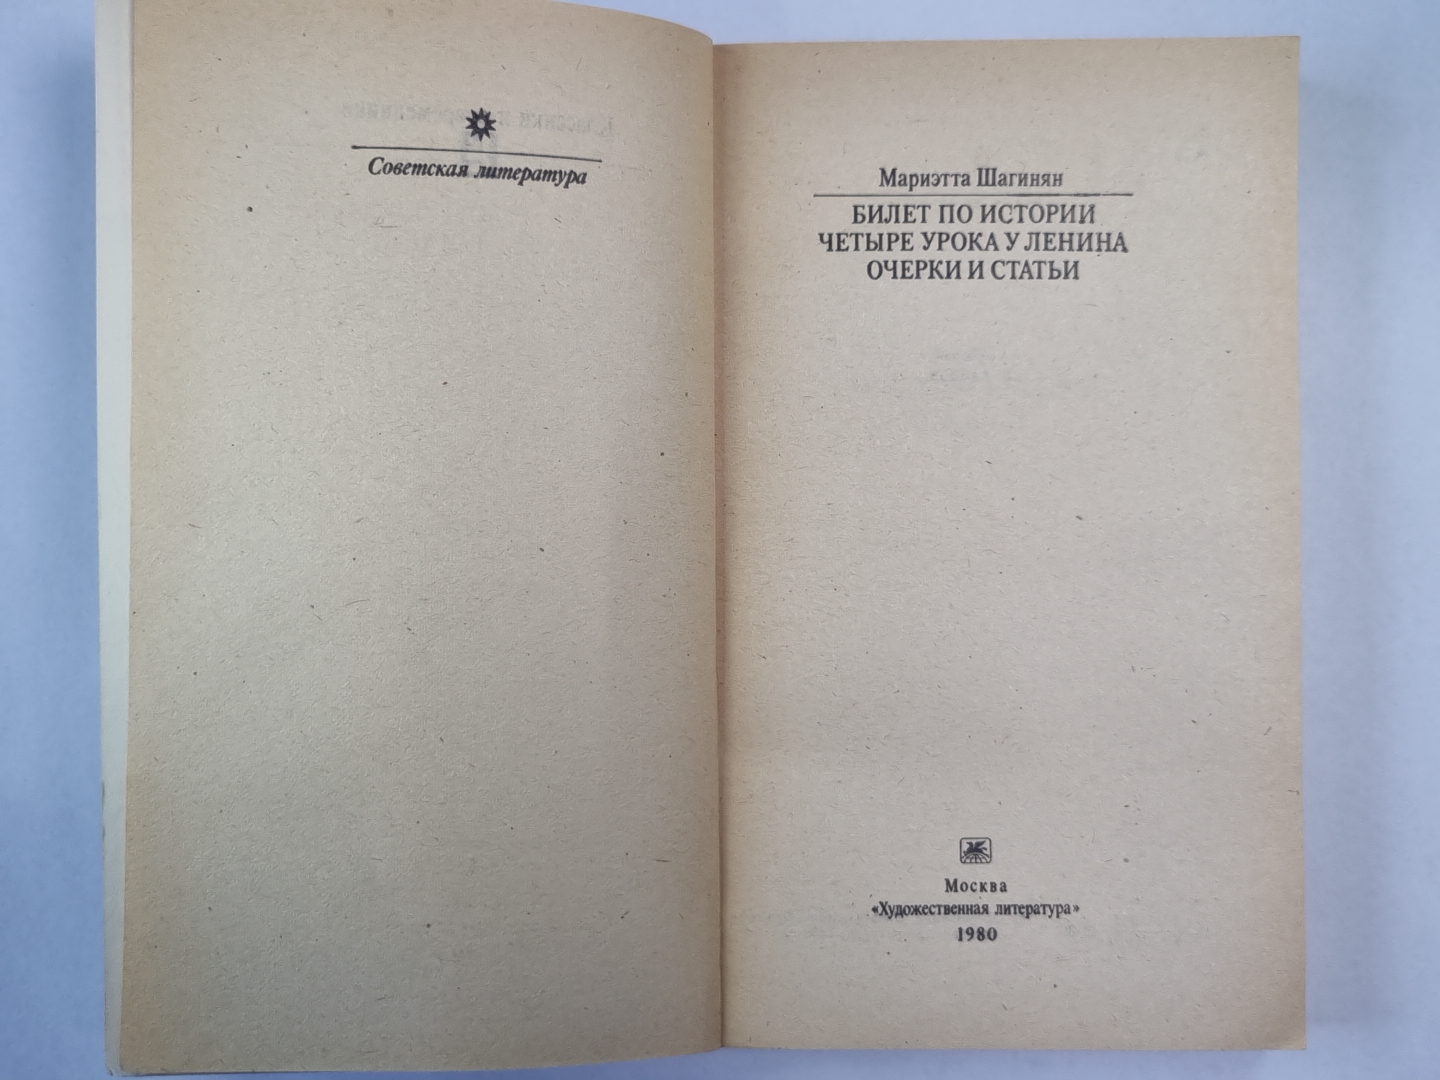 Советская литература
Мариэтта Шагинян
БИЛЕТ ПО ИСТОРИИ
ЧЕТЫРЕ УРОКА У ЛЕНИНА
ОЧЕРКИ И СТАТЬИ
Москва
«Художественная литература»
1980